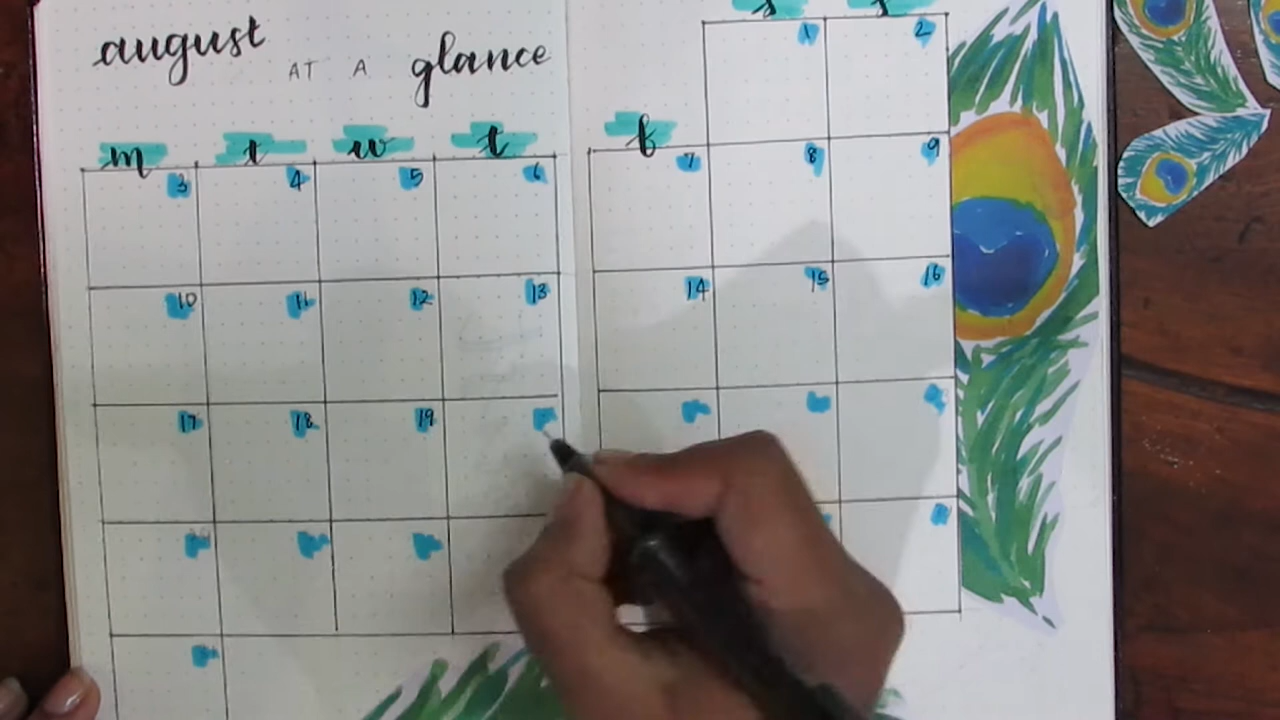 august AT A glance
s s
1 2
m t w t f
3 4 5 6 7 8 9
10 11 12 13 14 15 16
17 18 19